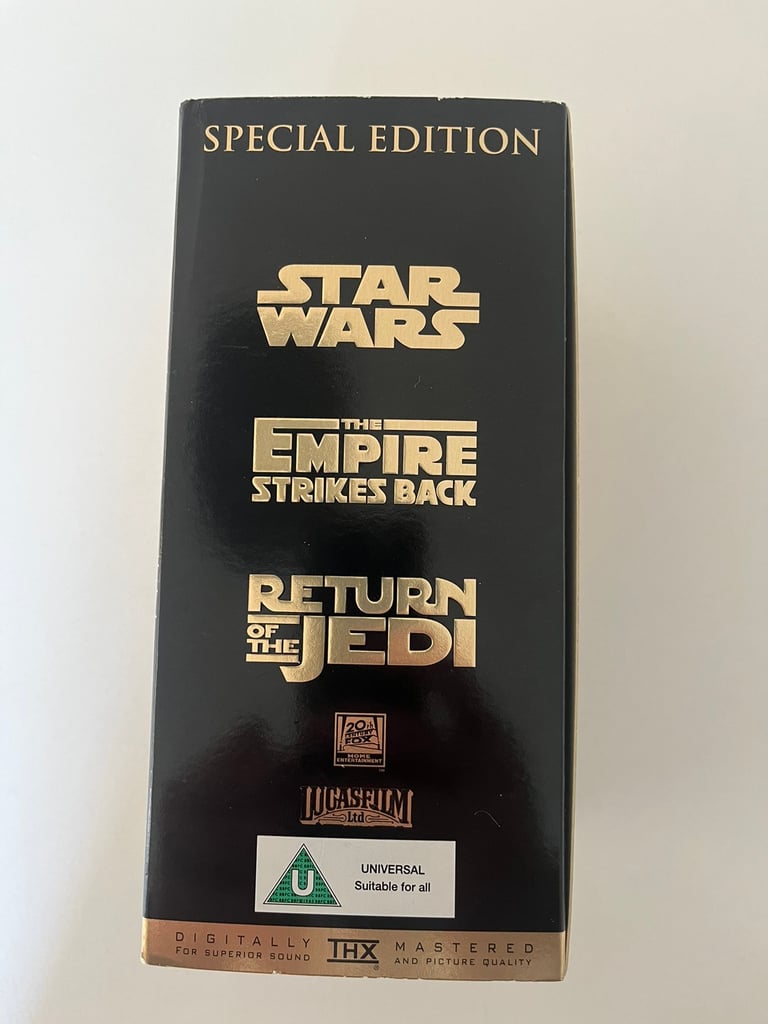 SPECIAL EDITION
STAR
WARS
THE
EMPIRE
STRIKES BACK
RETURN
OF THE JEDI
20th
CENTURY
FOX
HOME
ENTERTAINMENT
™
LUCASFILM
Ltd
U
UNIVERSAL
Suitable for all
DIGITALLY THX MASTERED
FOR SUPERIOR SOUND ® AND PICTURE QUALITY